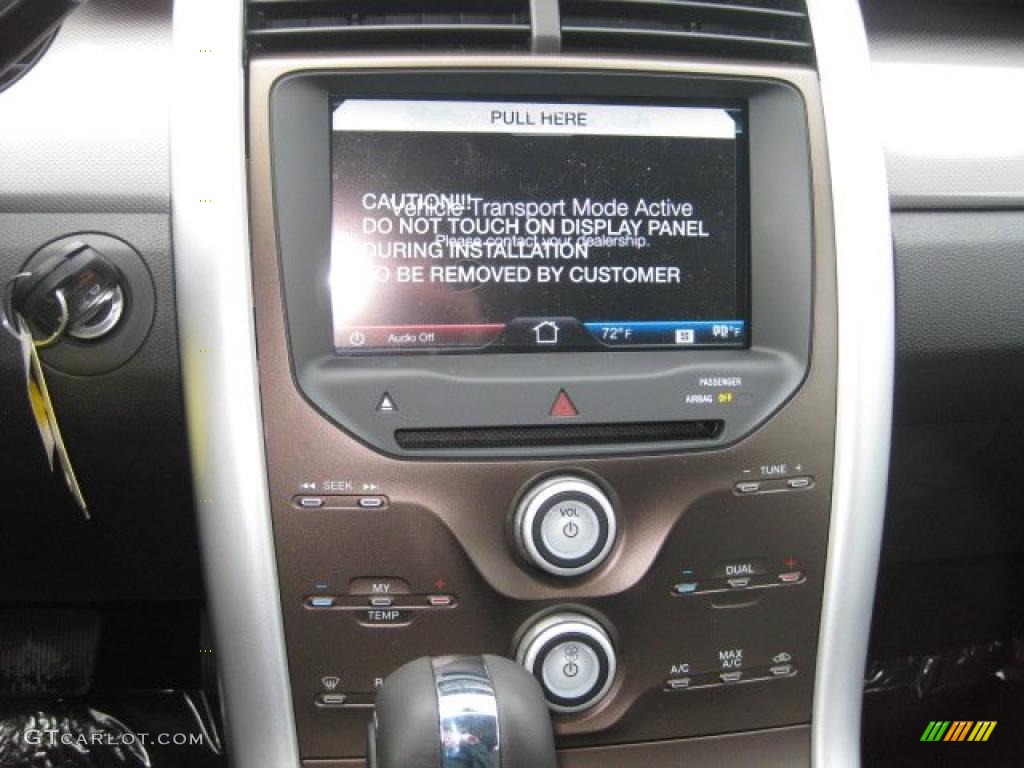 PULL HERE
CAUTION!!!
Vehicle Transport Mode Active
DO NOT TOUCH ON DISPLAY PANEL
Please contact your dealership.
DURING INSTALLATION
TO BE REMOVED BY CUSTOMER
Audio Off
72°F
°F
PASSENGER
AIRBAG OFF
SEEK
- TUNE +
VOL
- MY +
TEMP
- DUAL +
R
A/C
MAX
A/C
GTCARLOT.COM